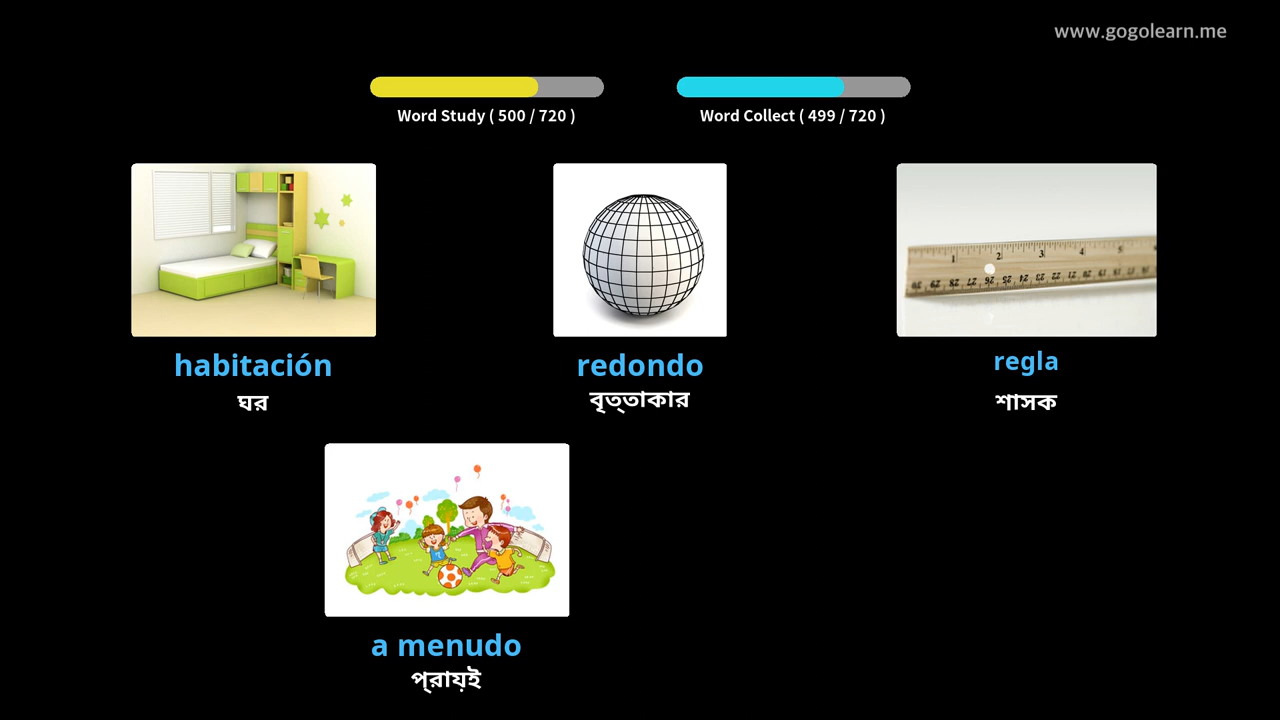 www.gogolearn.me
Word Study ( 500 / 720 )
Word Collect ( 499 / 720 )
habitación
redondo
regla
ঘর
বৃত্তাকার
শাসক
a menudo
প্রায়ই